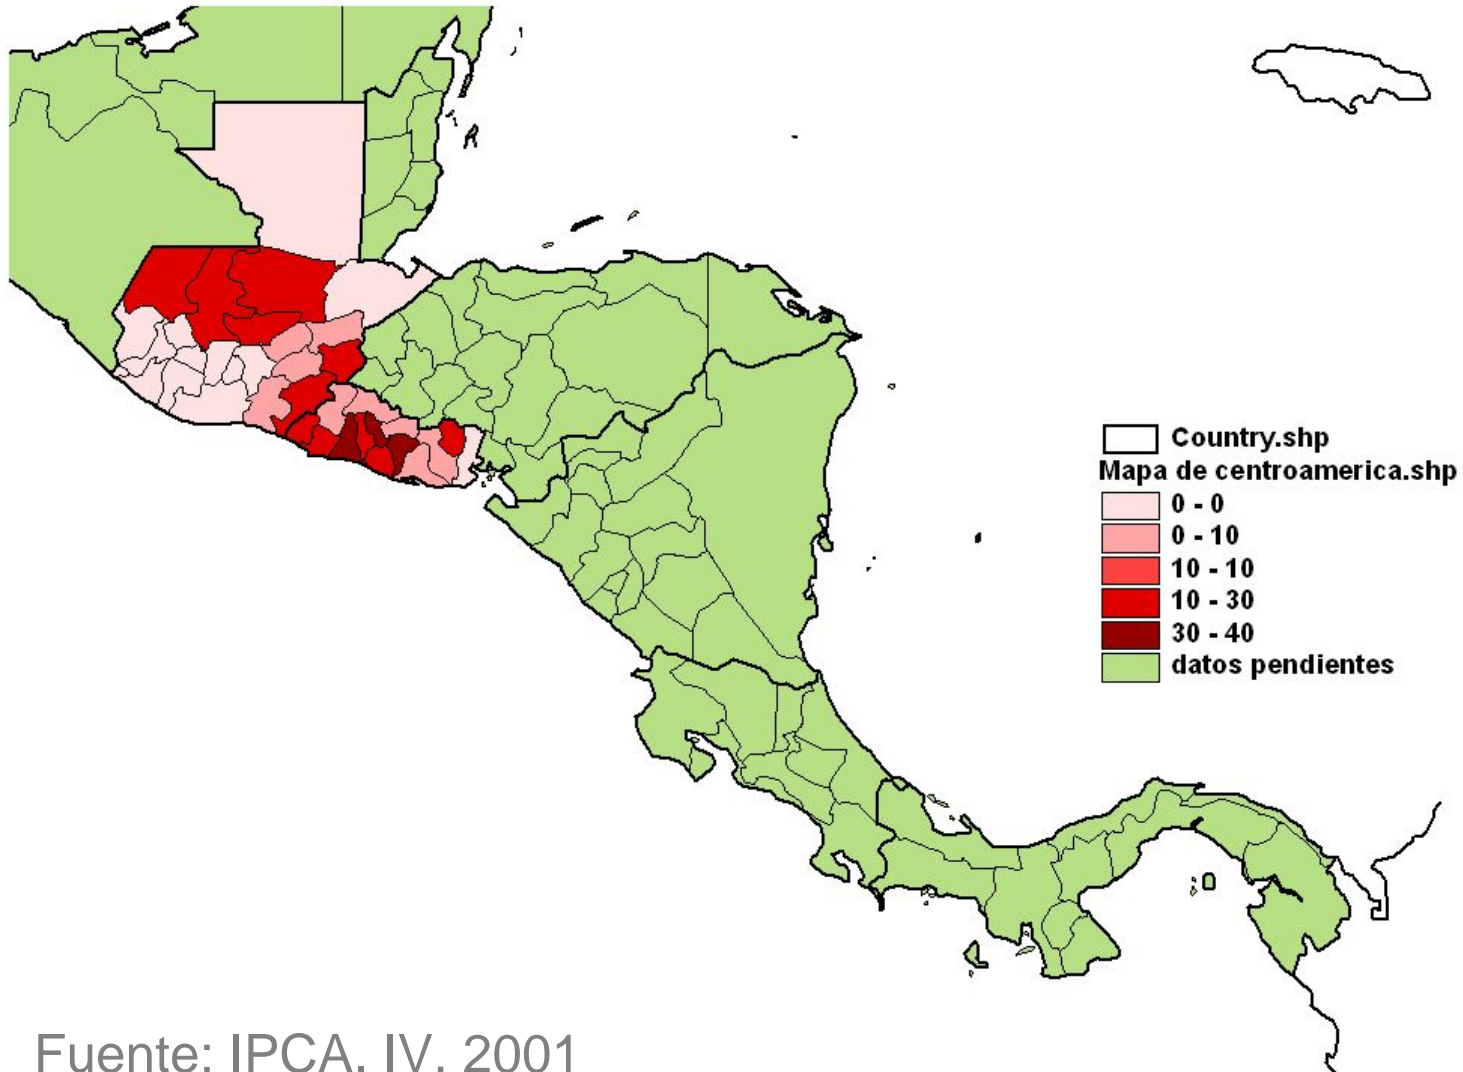 Country.shp
Mapa de centroamerica.shp
0 - 0
0 - 10
10 - 10
10 - 30
30 - 40
datos pendientes
Fuente: IPCA, IV, 2001